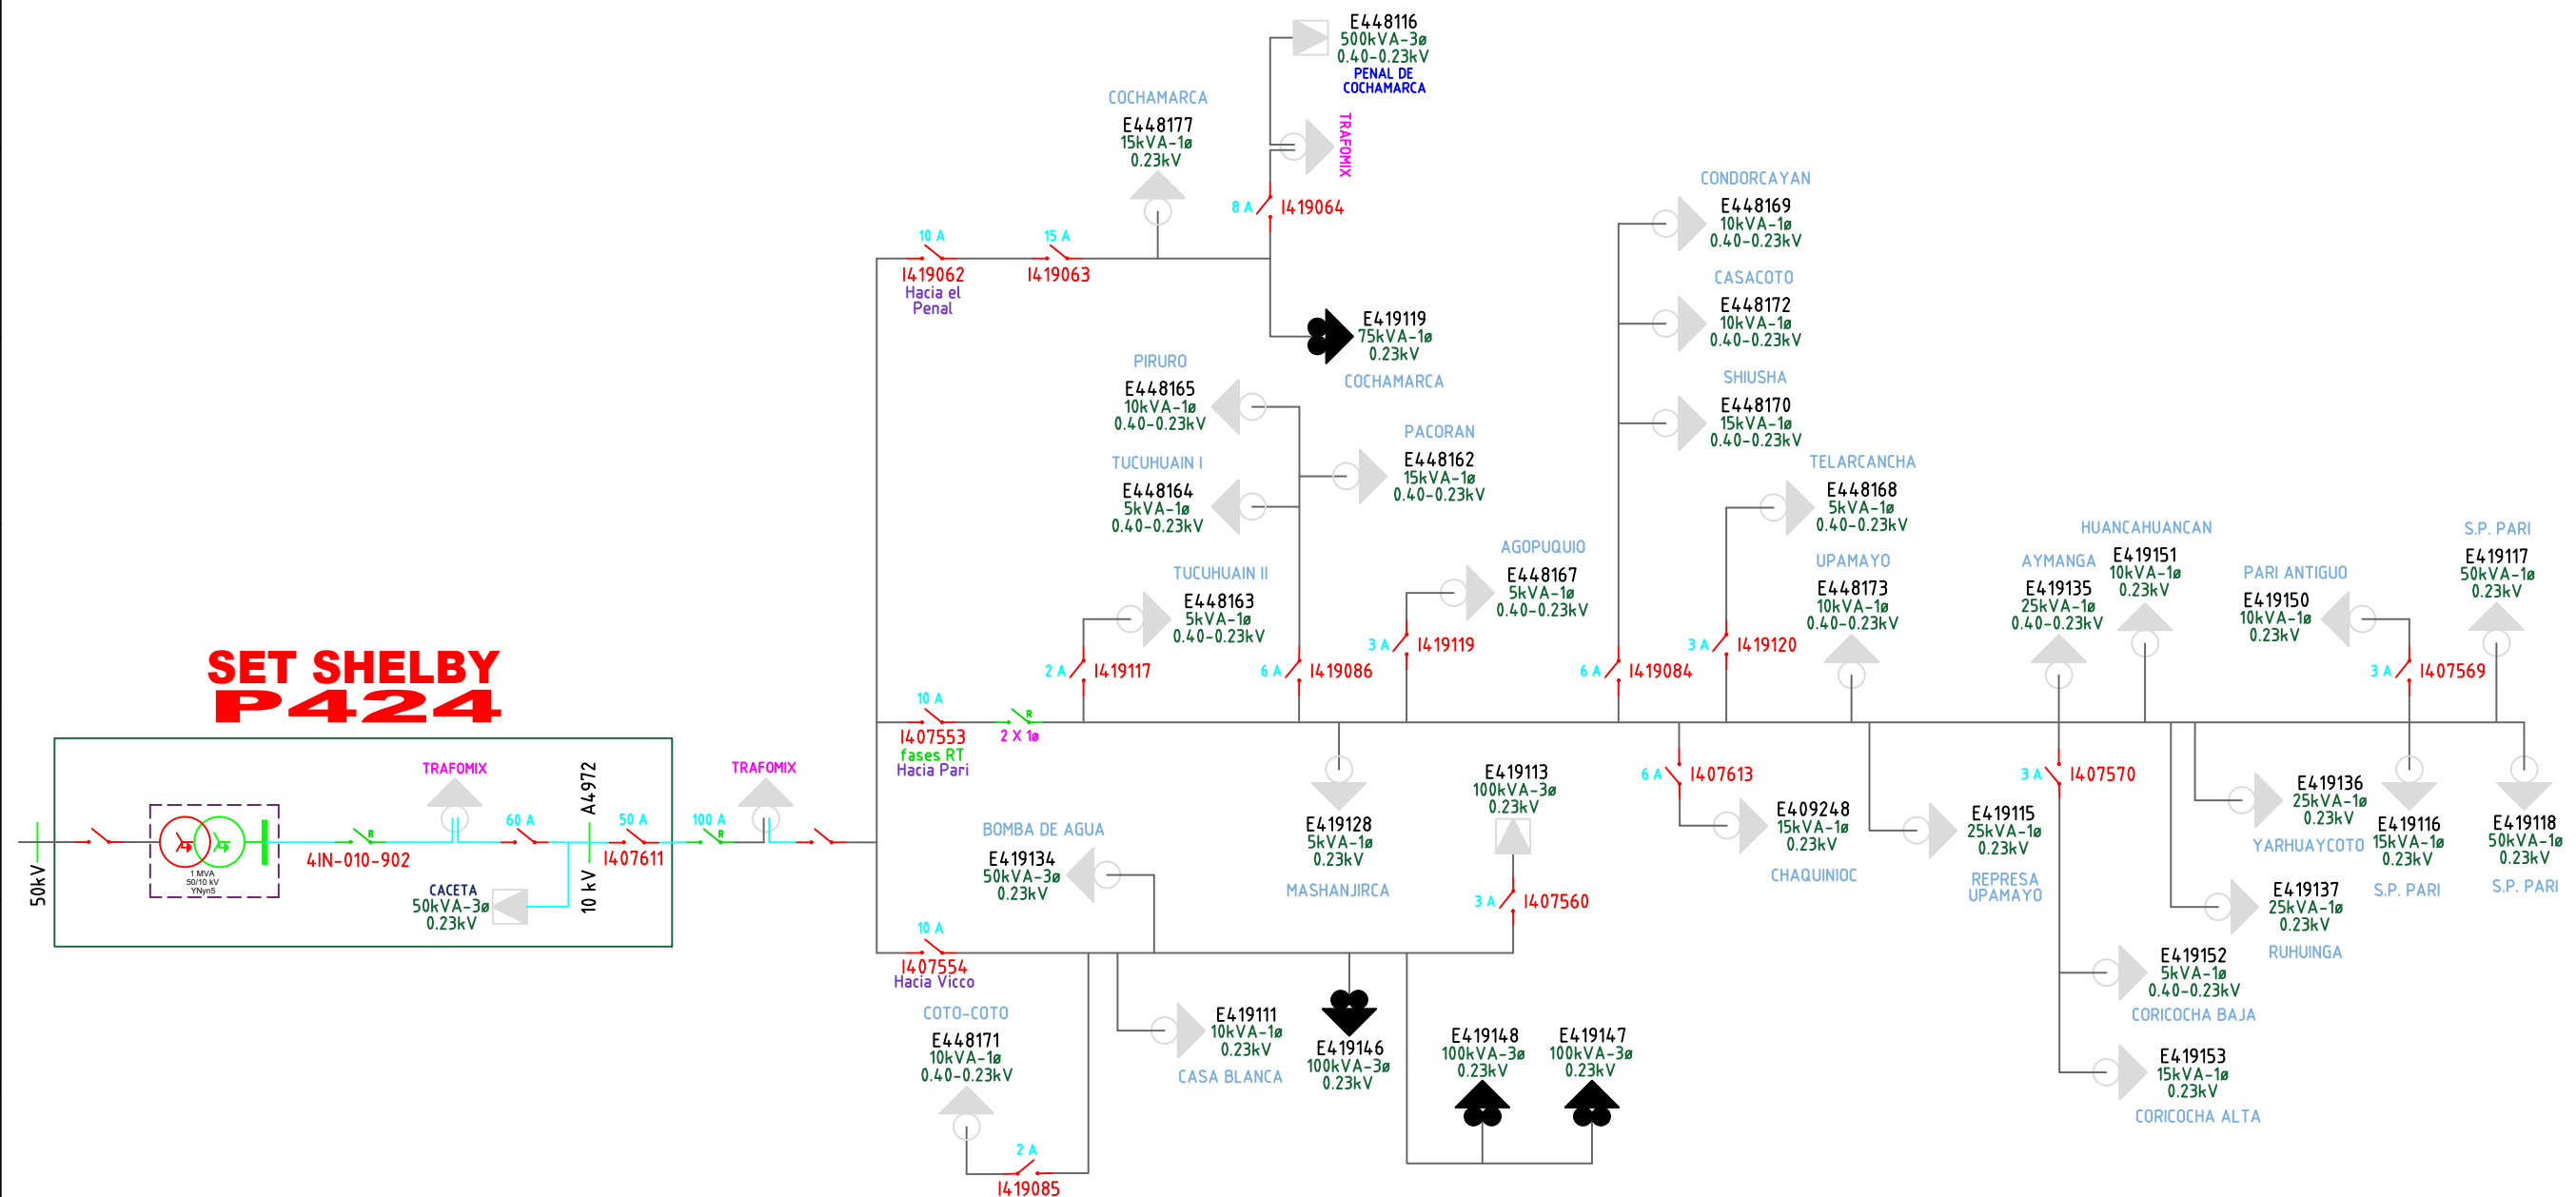 E448116
500kVA-3ø
0.40-0.23kV
PENAL DE
COCHAMARCA
COCHAMARCA
E448177
15kVA-1ø
0.23kV
TRAFOMIX
8 A
I419064
10 A
I419062
Hacia el
Penal
15 A
I419063
E419119
75kVA-1ø
0.23kV
COCHAMARCA
CONDORCAYAN
E448169
10kVA-1ø
0.40-0.23kV
CASACOTO
E448172
10kVA-1ø
0.40-0.23kV
SHIUSHA
E448170
15kVA-1ø
0.40-0.23kV
PIRURO
E448165
10kVA-1ø
0.40-0.23kV
PACORAN
E448162
15kVA-1ø
0.40-0.23kV
TUCUHUAIN I
E448164
5kVA-1ø
0.40-0.23kV
TUCUHUAIN II
E448163
5kVA-1ø
0.40-0.23kV
AGOPUQUIO
E448167
5kVA-1ø
0.40-0.23kV
TELARCANCHA
E448168
5kVA-1ø
0.40-0.23kV
UPAMAYO
E448173
10kVA-1ø
0.40-0.23kV
AYMANGA
E419135
25kVA-1ø
0.40-0.23kV
HUANCAHUANCAN
E419151
10kVA-1ø
0.23kV
PARI ANTIGUO
E419150
10kVA-1ø
0.23kV
S.P. PARI
E419117
50kVA-1ø
0.23kV
2 A
I419117
6 A
I419086
3 A
I419119
6 A
I419084
3 A
I419120
3 A
I407569
SET SHELBY
P424
10 A
I407553
fases RT
Hacia Pari
R
2 X 1ø
50kV
1 MVA
50/10 kV
YNyn5
R
4IN-010-902
TRAFOMIX
60 A
A4972
10 kV
50 A
I407611
CACETA
50kVA-3ø
0.23kV
100 A
R
TRAFOMIX
E419128
5kVA-1ø
0.23kV
MASHANJIRCA
E419113
100kVA-3ø
0.23kV
3 A
I407560
6 A
I407613
E409248
15kVA-1ø
0.23kV
CHAQUINIOC
E419115
25kVA-1ø
0.23kV
REPRESA
UPAMAYO
3 A
I407570
E419136
25kVA-1ø
0.23kV
YARHUAYCOTO
E419116
15kVA-1ø
0.23kV
S.P. PARI
E419118
50kVA-1ø
0.23kV
S.P. PARI
E419137
25kVA-1ø
0.23kV
RUHUINGA
E419152
5kVA-1ø
0.40-0.23kV
CORICOCHA BAJA
E419153
15kVA-1ø
0.23kV
CORICOCHA ALTA
BOMBA DE AGUA
E419134
50kVA-3ø
0.23kV
10 A
I407554
Hacia Vicco
COTO-COTO
E448171
10kVA-1ø
0.40-0.23kV
2 A
I419085
E419111
10kVA-1ø
0.23kV
CASA BLANCA
E419146
100kVA-3ø
0.23kV
E419148
100kVA-3ø
0.23kV
E419147
100kVA-3ø
0.23kV